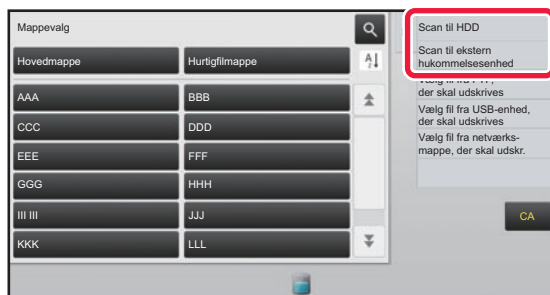 Mappevalg
Hovedmappe
Hurtigfilmappe
AAA
BBB
CCC
DDD
EEE
FFF
GGG
HHH
III III
JJJ
KKK
LLL
Scan til HDD
Scan til ekstern
hukommelsesenhed
der skal udskrives
Vælg fil fra USB-enhed,
der skal udskrives
Vælg fil fra netværks-
mappe, der skal udskr.
CA